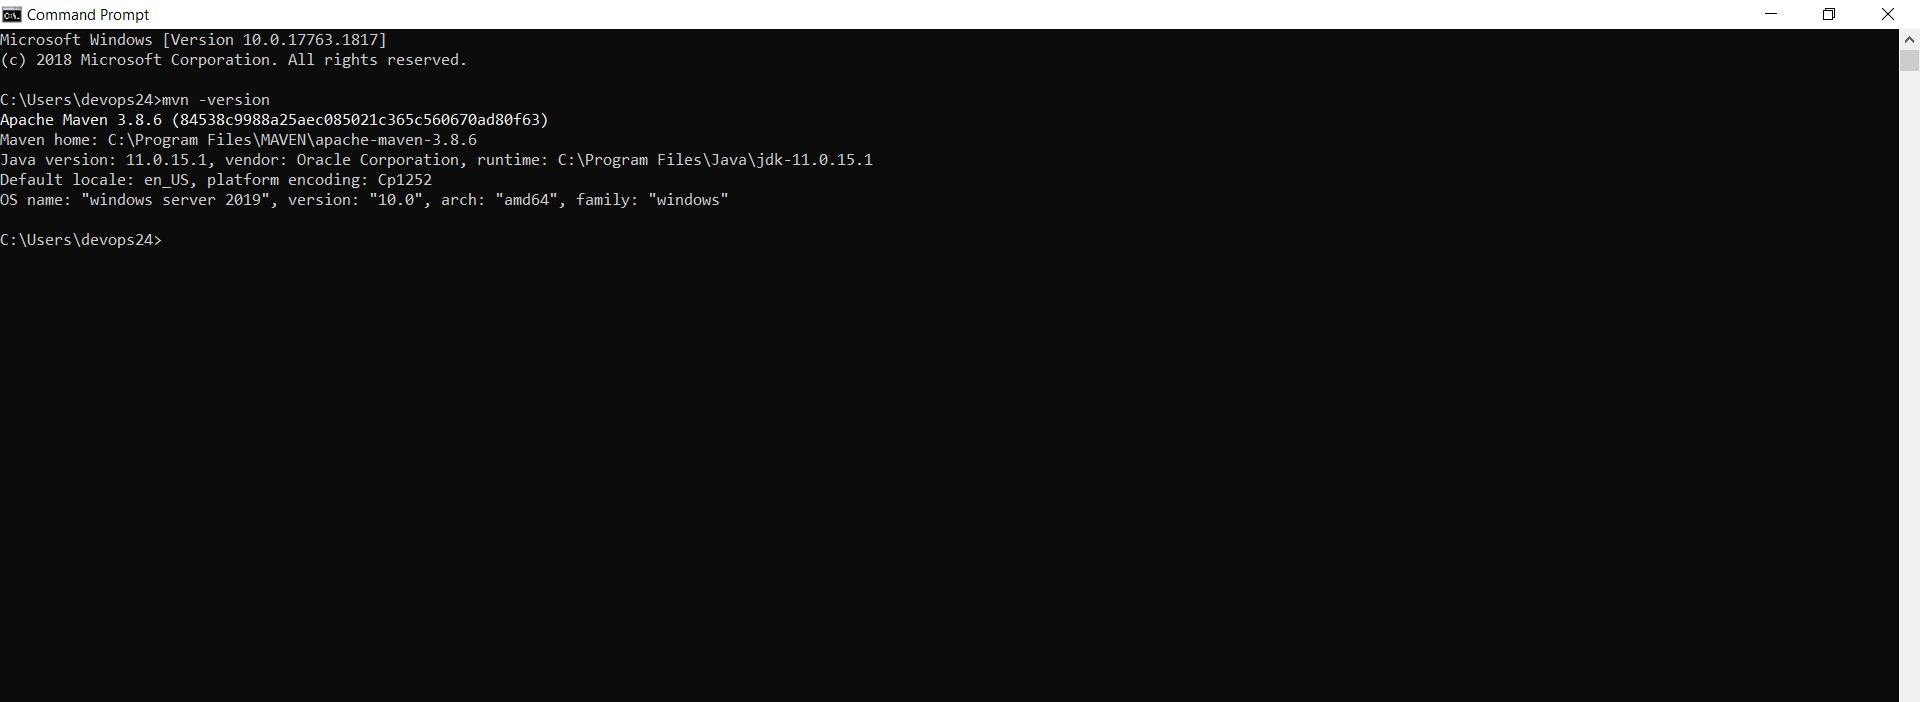 Command Prompt
Microsoft Windows [Version 10.0.17763.1817]
(c) 2018 Microsoft Corporation. All rights reserved.
C:\Users\devops24>mvn -version
Apache Maven 3.8.6 (84538c9988a25aec085021c365c560670ad80f63)
Maven home: C:\Program Files\MAVEN\apache-maven-3.8.6
Java version: 11.0.15.1, vendor: Oracle Corporation, runtime: C:\Program Files\Java\jdk-11.0.15.1
Default locale: en_US, platform encoding: Cp1252
OS name: "windows server 2019", version: "10.0", arch: "amd64", family: "windows"
C:\Users\devops24>